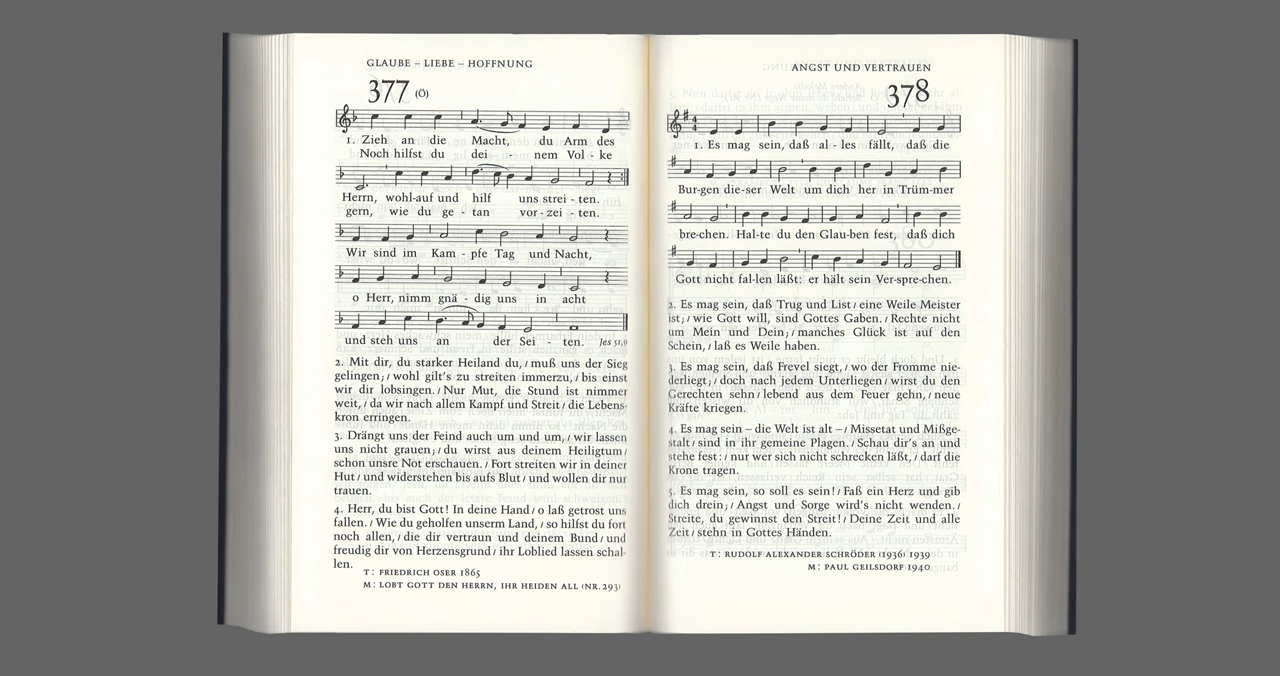 GLAUBE – LIEBE – HOFFNUNG
377 (Ö)
1. Zieh an die Macht, du Arm des
Noch hilfst du dei - nem Vol - ke
Herrn, wohl-auf und hilf uns strei - ten.
gern, wie du ge - tan vor - zei - ten.
Wir sind im Kam - pfe Tag und Nacht,
o Herr, nimm gnä - dig uns in acht
und steh uns an der Sei - ten. Jes 51,9
2. Mit dir, du starker Heiland du, / muß uns der Sieg
gelingen; / wohl gilt's zu streiten immerzu, / bis einst
wir dir lobsingen. / Nur Mut, die Stund ist nimmer
weit, / da wir nach allem Kampf und Streit / die Lebens-
kron erringen.
3. Drängt uns der Feind auch um und um, / wir lassen
uns nicht grauen; / du wirst aus deinem Heiligtum /
schon unsre Not erschauen. / Fort streiten wir in deiner
Hut / und widerstehen bis aufs Blut / und wollen dir nur
trauen.
4. Herr, du bist Gott! In deine Hand / o laß getrost uns
fallen. / Wie du geholfen unserm Land, / so hilfst du fort
noch allen, / die dir vertraun und deinem Bund / und
freudig dir von Herzensgrund / ihr Loblied lassen schal-
len.
T: FRIEDRICH OSER 1865
M: LOBT GOTT DEN HERRN, IHR HEIDEN ALL (NR. 293)
ANGST UND VERTRAUEN
378
1. Es mag sein, daß al - les fällt, daß die
Bur-gen die-ser Welt um dich her in Trüm-mer
bre-chen. Hal-te du den Glau-ben fest, daß dich
Gott nicht fal-len läßt: er hält sein Ver-spre-chen.
2. Es mag sein, daß Trug und List / eine Weile Meister
ist; / wie Gott will, sind Gottes Gaben. / Rechte nicht
um Mein und Dein; / manches Glück ist auf den
Schein, / laß es Weile haben.
3. Es mag sein, daß Frevel siegt, / wo der Fromme nie-
derliegt; / doch nach jedem Unterliegen / wirst du den
Gerechten sehn / lebend aus dem Feuer gehn, / neue
Kräfte kriegen.
4. Es mag sein – die Welt ist alt – / Missetat und Mißge-
stalt / sind in ihr gemeine Plagen. / Schau dir's an und
stehe fest: / nur wer sich nicht schrecken läßt, / darf die
Krone tragen.
5. Es mag sein, so soll es sein! / Faß ein Herz und gib
dich drein; / Angst und Sorge wird's nicht wenden. /
Streite, du gewinnst den Streit! / Deine Zeit und alle
Zeit / stehn in Gottes Händen.
T: RUDOLF ALEXANDER SCHRÖDER (1936) 1939
M: PAUL GEILSDORF 1940